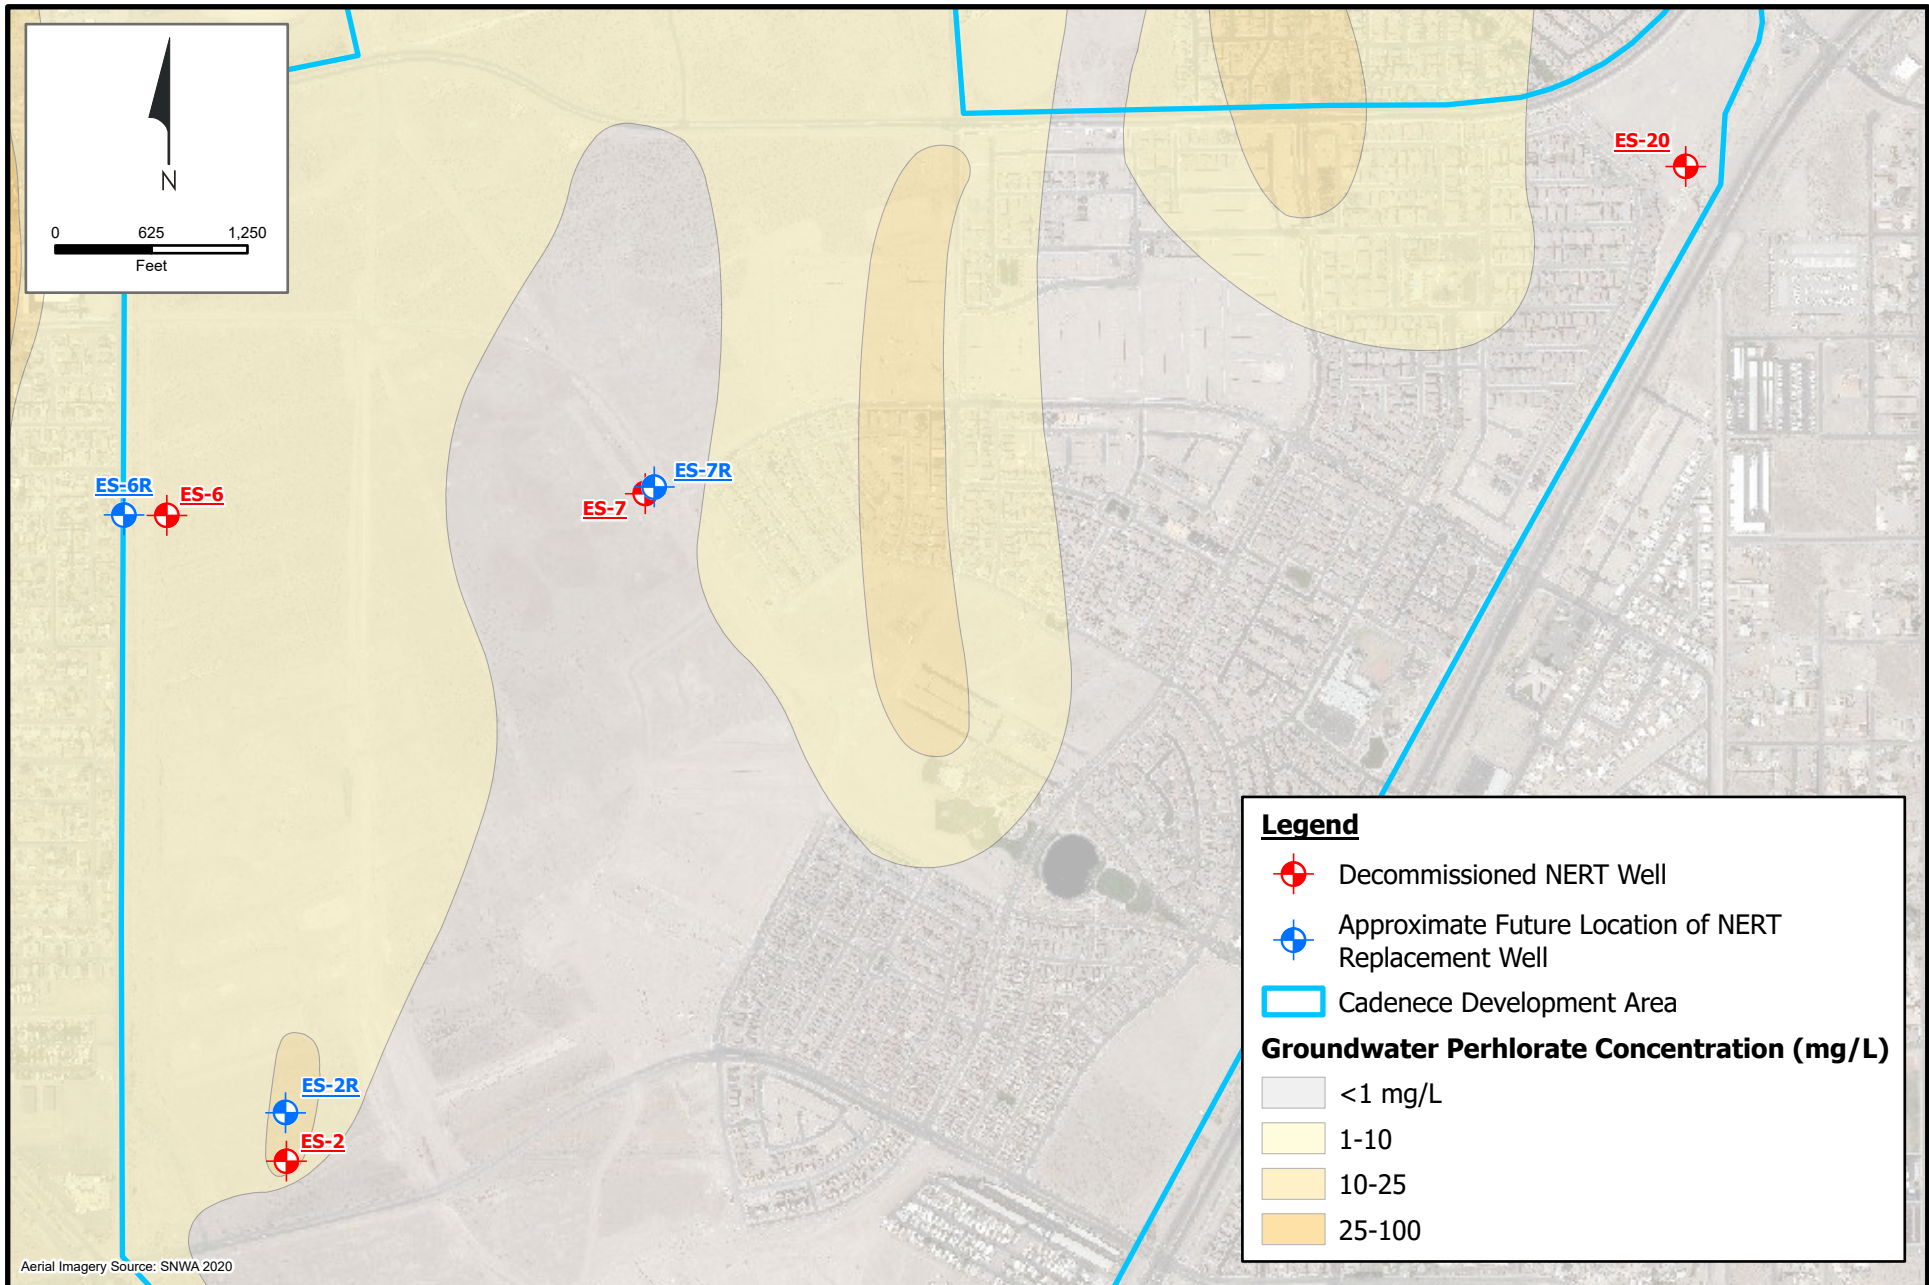 N
0 625 1,250
Feet
ES-20
ES-7R
ES-6R
ES-6
ES-7
ES-2R
ES-2
Legend
Decommissioned NERT Well
Approximate Future Location of NERT
Replacement Well
Cadenece Development Area
Groundwater Perhlorate Concentration (mg/L)
<1 mg/L
1-10
10-25
25-100
Aerial Imagery Source: SNWA 2020